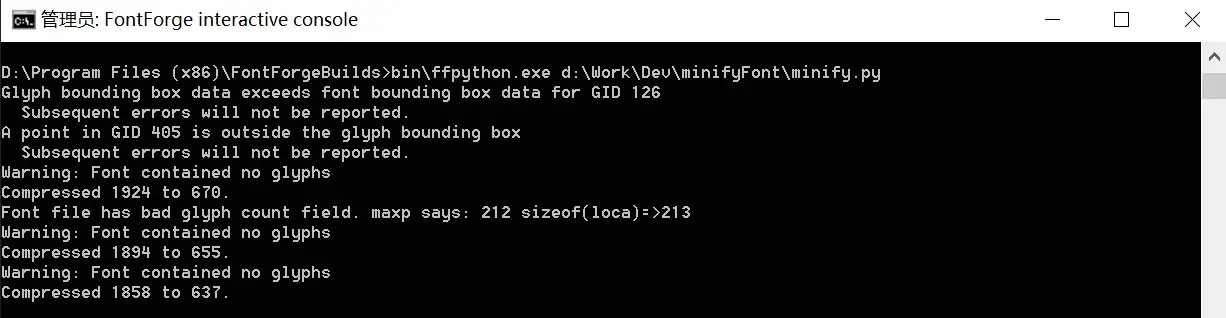 管理员: FontForge interactive console
D:\Program Files (x86)\FontForgeBuilds>bin\ffpython.exe d:\Work\Dev\minifyFont\minify.py
Glyph bounding box data exceeds font bounding box data for GID 126
  Subsequent errors will not be reported.
A point in GID 405 is outside the glyph bounding box
  Subsequent errors will not be reported.
Warning: Font contained no glyphs
Compressed 1924 to 670.
Font file has bad glyph count field. maxp says: 212 sizeof(loca)=>213
Warning: Font contained no glyphs
Compressed 1894 to 655.
Warning: Font contained no glyphs
Compressed 1858 to 637.